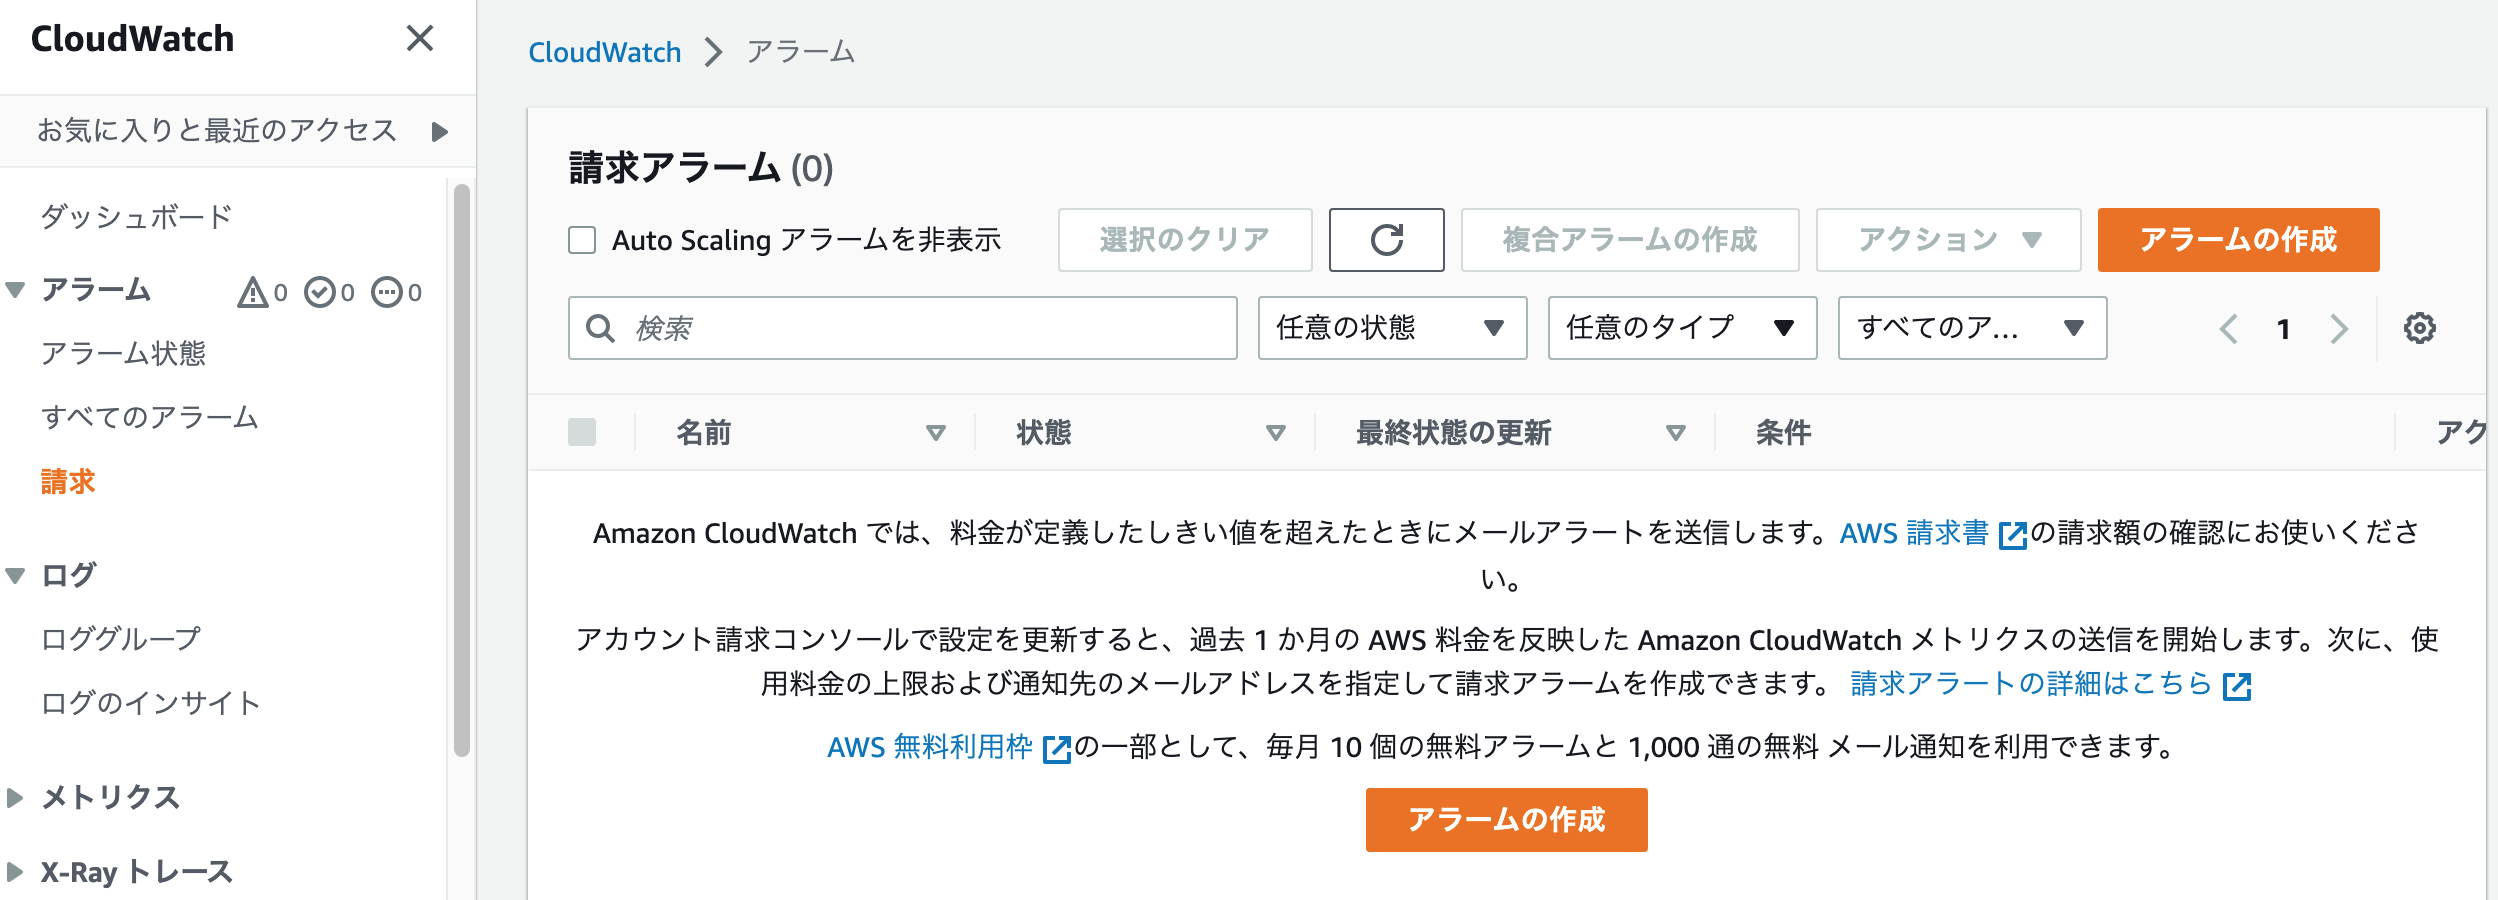 CloudWatch
お気に入りと最近のアクセス
ダッシュボード
アラーム 0 0 0
アラーム状態
すべてのアラーム
請求
ログ
ロググループ
ログのインサイト
メトリクス
X-Ray トレース
CloudWatch アラーム
請求アラーム (0)
Auto Scaling アラームを非表示 選択のクリア 複合アラームの作成 アクション アラームの作成
検索 任意の状態 任意のタイプ すべてのア... 1
名前 状態 最終状態の更新 条件 アク
Amazon CloudWatch では、料金が定義したしきい値を超えたときにメールアラートを送信します。AWS 請求書 の請求額の確認にお使いくださ
い。
アカウント請求コンソールで設定を更新すると、過去 1 か月の AWS 料金を反映した Amazon CloudWatch メトリクスの送信を開始します。次に、使
用料金の上限および通知先のメールアドレスを指定して請求アラームを作成できます。 請求アラートの詳細はこちら
AWS 無料利用枠 の一部として、毎月 10 個の無料アラームと 1,000 通の無料 メール通知を利用できます。
アラームの作成